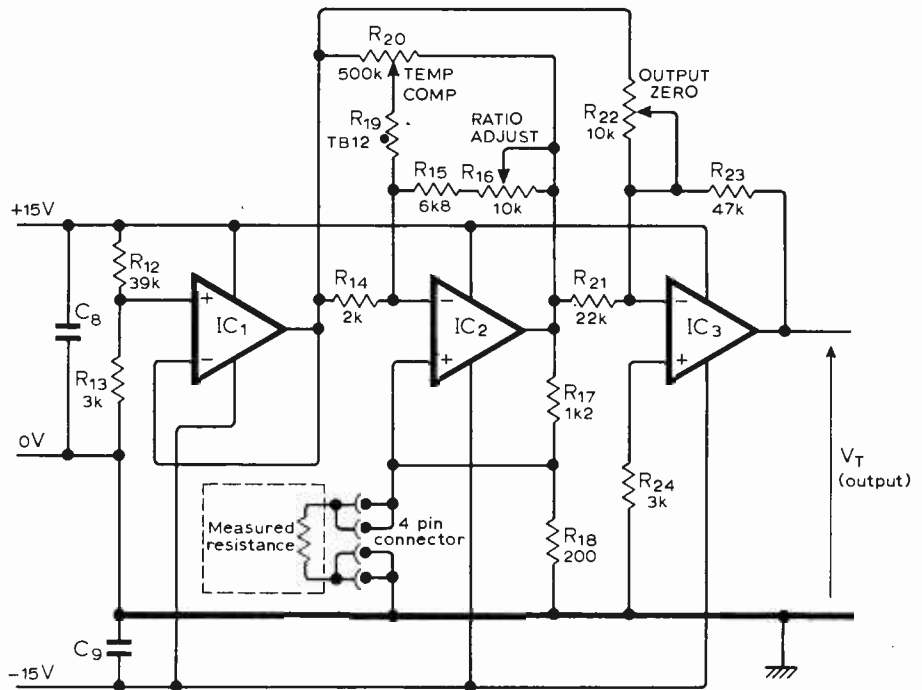 R20
500k
TEMP
COMP
OUTPUT
ZERO
R22
10k
R19
TB12
RATIO
ADJUST
R15
6k8
R16
10k
R23
47k
+15V
R12
39k
C8
R13
3k
0V
+
−
IC1
R14
2k
−
+
IC2
R21
22k
−
+
IC3
R17
1k2
VT
(output)
R24
3k
Measured
resistance
4 pin
connector
R18
200
C9
−15V